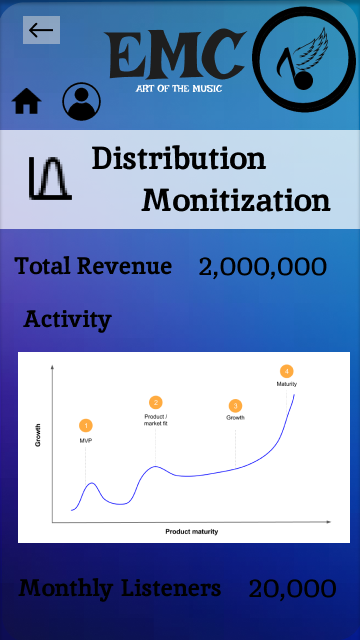 EMC
ART OF THE MUSIC
Distribution
Monitization
Total Revenue 2,000,000
Activity
4
Maturity
2
Product /
market fit
3
Growth
1
MVP
Growth
Product maturity
Monthly Listeners 20,000